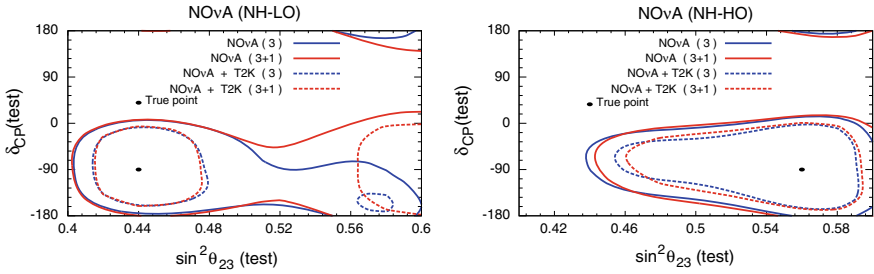 NOνA (NH-LO)
180
90
0
-90
-180
δCP(test)
NOνA ( 3 )
NOνA ( 3+1 )
NOνA + T2K ( 3 )
NOνA + T2K ( 3+1 )
True point
0.4
0.44
0.48
0.52
0.56
0.6
sin²θ23 (test)
NOνA (NH-HO)
180
90
0
-90
-180
δCP(test)
NOνA ( 3 )
NOνA ( 3+1 )
NOνA + T2K ( 3 )
NOνA + T2K ( 3+1 )
True point
0.42
0.46
0.5
0.54
0.58
sin²θ23 (test)